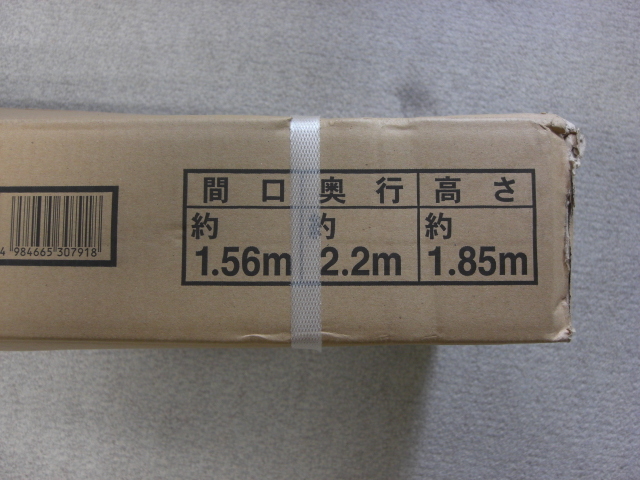 間口 奥行 高さ
約 約 約
1.56m 2.2m 1.85m
4 984665 307918